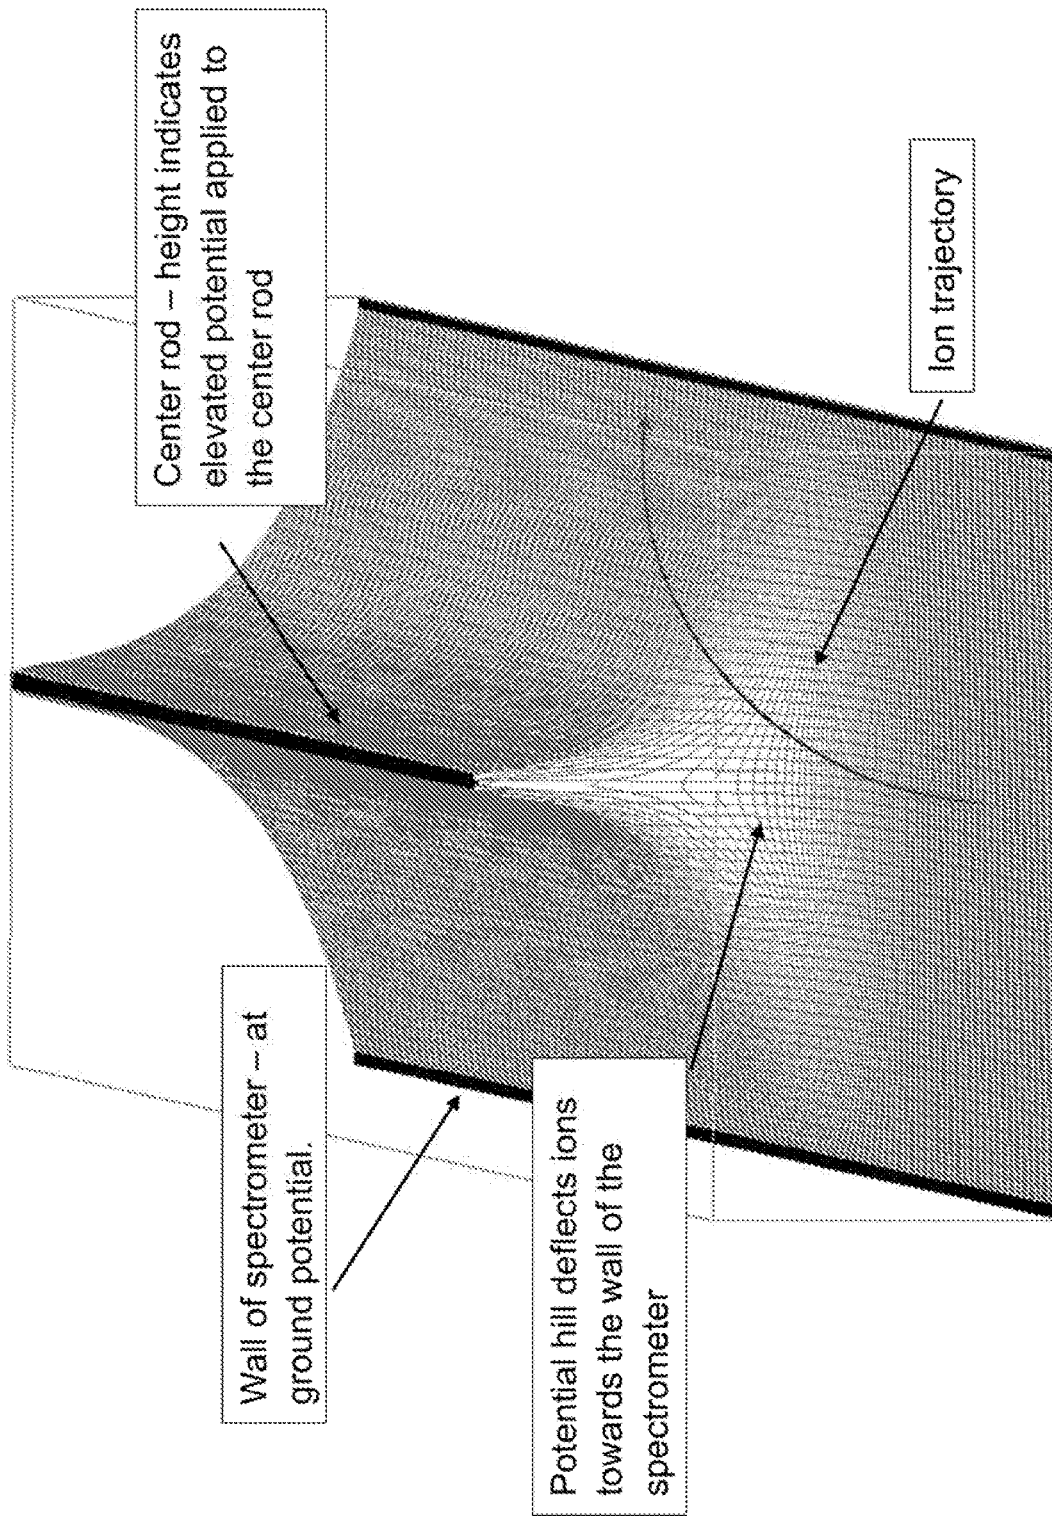 Wall of spectrometer – at
ground potential.
Center rod – height indicates
elevated potential applied to
the center rod
Potential hill deflects ions
towards the wall of the
spectrometer
Ion trajectory